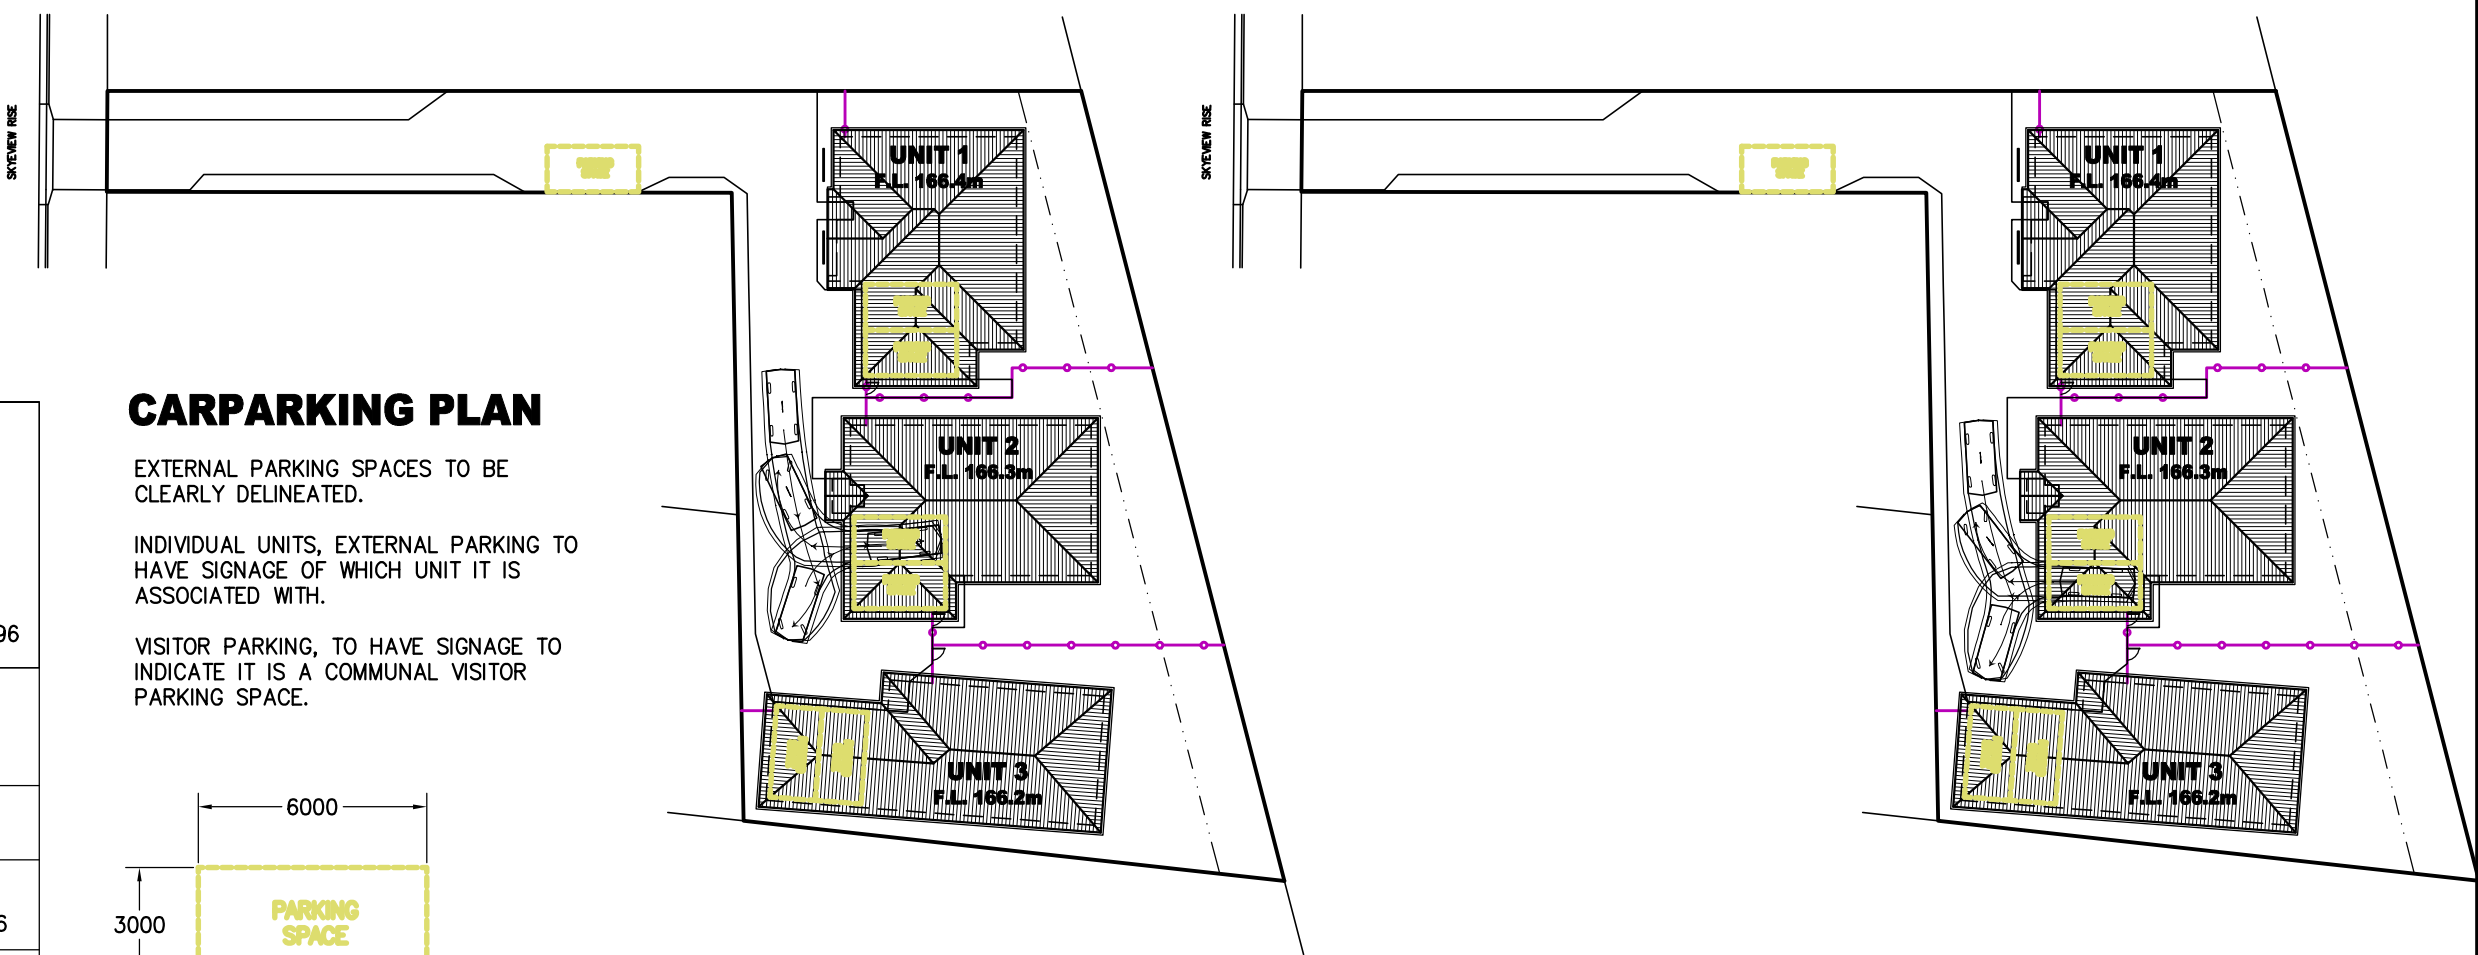 SKYEVIEW RISE
UNIT 1
F.L. 166.4m
UNIT 2
F.L. 166.3m
UNIT 3
F.L. 166.2m
SKYEVIEW RISE
UNIT 1
F.L. 166.4m
UNIT 2
F.L. 166.3m
UNIT 3
F.L. 166.2m
CARPARKING PLAN
EXTERNAL PARKING SPACES TO BE
CLEARLY DELINEATED.
INDIVIDUAL UNITS, EXTERNAL PARKING TO
HAVE SIGNAGE OF WHICH UNIT IT IS
ASSOCIATED WITH.
VISITOR PARKING, TO HAVE SIGNAGE TO
INDICATE IT IS A COMMUNAL VISITOR
PARKING SPACE.
6000
3000
PARKING
SPACE
96
6